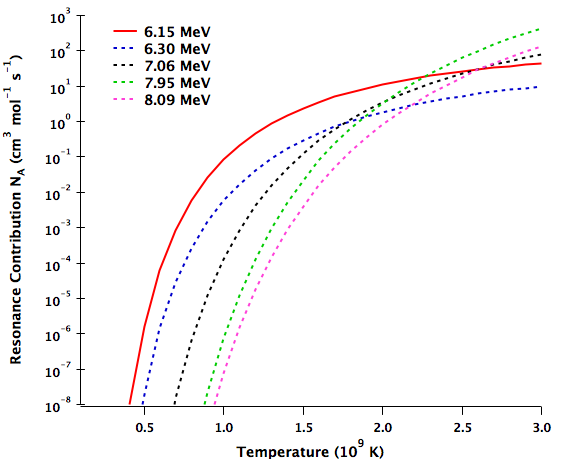 Resonance Contribution N_A (cm^3 mol^-1 s^-1)
10^3
10^2
10^1
10^0
10^-1
10^-2
10^-3
10^-4
10^-5
10^-6
10^-7
10^-8
6.15 MeV
6.30 MeV
7.06 MeV
7.95 MeV
8.09 MeV
0.5 1.0 1.5 2.0 2.5 3.0
Temperature (10^9 K)